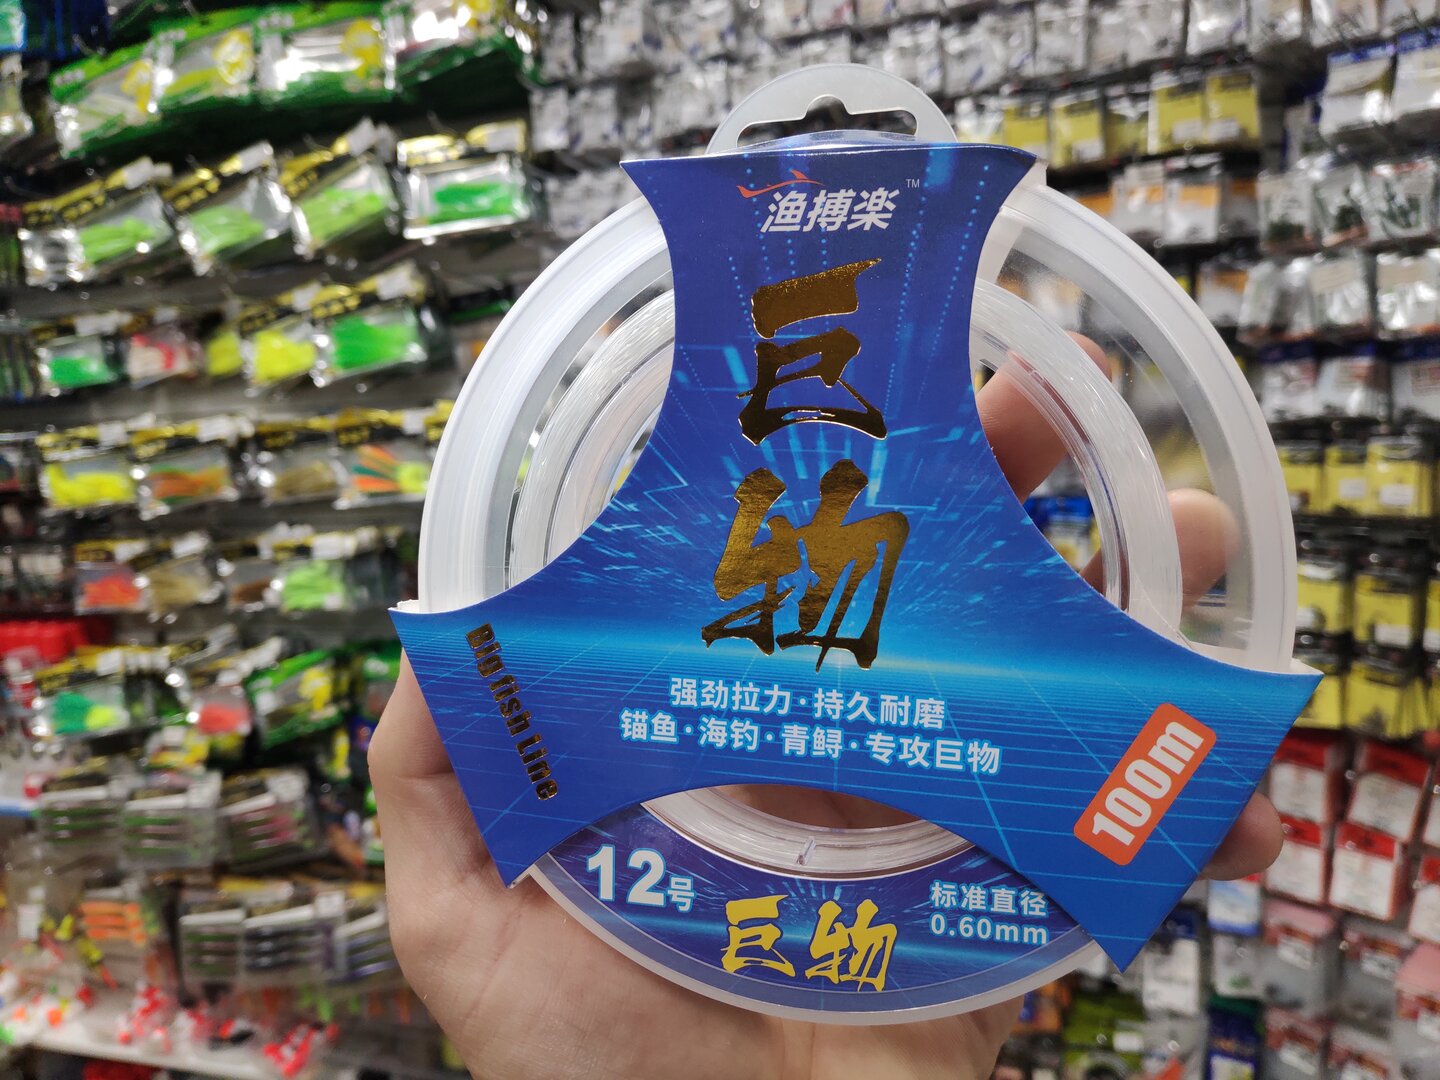 渔搏楽™
巨物
强劲拉力·持久耐磨
锚鱼·海钓·青鲟·专攻巨物
Big fish Line
100m
12号
巨物
标准直径
0.60mm